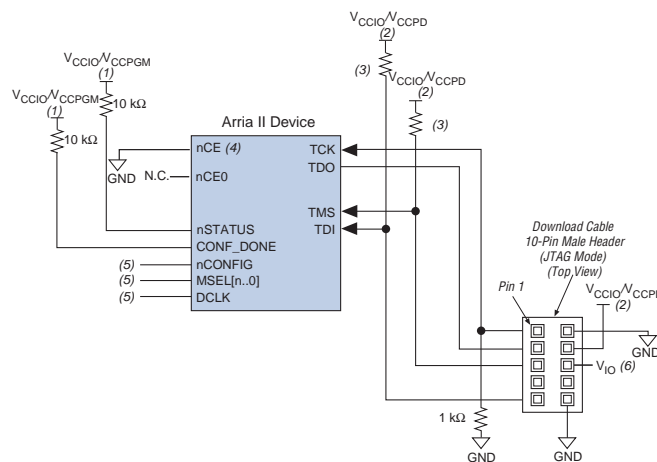 VCCIO/VCCPD
(2)
(3)
VCCIO/VCCPD
(2)
(3)
VCCIO/VCCPGM
(1)
VCCIO/VCCPGM
(1)
10 kΩ
10 kΩ
Arria II Device
nCE (4)
TCK
GND
TDO
N.C.
nCE0
nSTATUS
TMS
CONF_DONE
TDI
(5)
nCONFIG
(5)
MSEL[n..0]
(5)
DCLK
Download Cable
10-Pin Male Header
(JTAG Mode)
(Top View)
Pin 1
VCCIO/VCCPD
(2)
GND
VIO (6)
1 kΩ
GND
GND